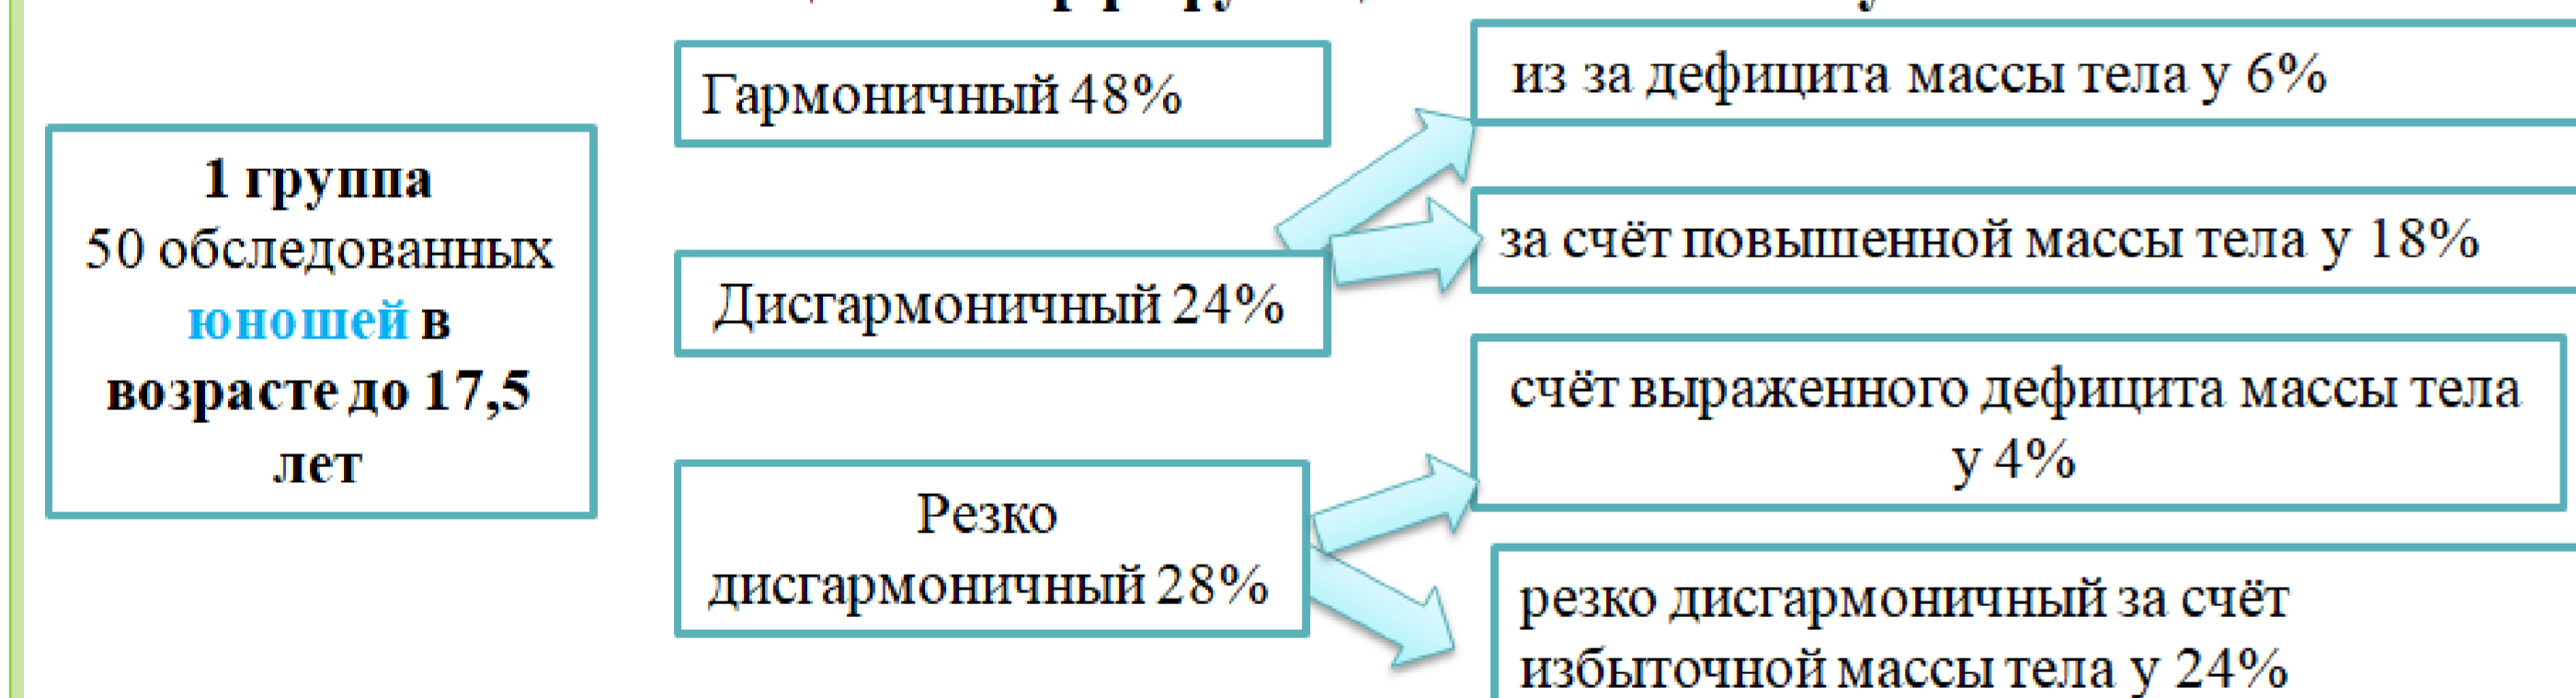 1 группа
50 обследованных
юношей в
возрасте до 17,5
лет
Гармоничный 48%
Дисгармоничный 24%
Резко
дисгармоничный 28%
из за дефицита массы тела у 6%
за счёт повышенной массы тела у 18%
счёт выраженного дефицита массы тела
у 4%
резко дисгармоничный за счёт
избыточной массы тела у 24%